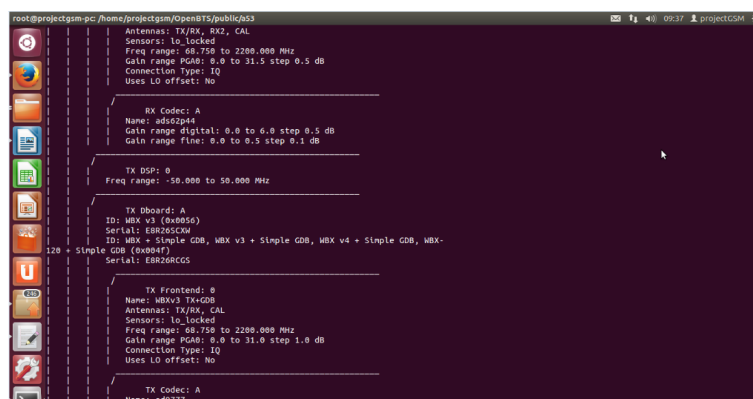 root@projectgsm-pc: /home/projectgsm/OpenBTS/public/a53
09:37 projectGSM
| | | | Antennas: TX/RX, RX2, CAL
| | | | Sensors: lo_locked
| | | | Freq range: 68.750 to 2200.000 MHz
| | | | Gain range PGA0: 0.0 to 31.5 step 0.5 dB
| | | | Connection Type: IQ
| | | | Uses LO offset: No
| | | _____________________________________________________
| | | /
| | | | RX Codec: A
| | | | Name: ads62p44
| | | | Gain range digital: 0.0 to 6.0 step 0.5 dB
| | | | Gain range fine: 0.0 to 0.5 step 0.1 dB
| | _____________________________________________________
| | /
| | | TX DSP: 0
| | | Freq range: -50.000 to 50.000 MHz
| | _____________________________________________________
| | /
| | | TX Dboard: A
| | | ID: WBX v3 (0x0056)
| | | Serial: E8R26SCXW
| | | ID: WBX + Simple GDB, WBX v3 + Simple GDB, WBX v4 + Simple GDB, WBX-
120 + Simple GDB (0x004f)
| | | Serial: E8R26RCGS
| | | _____________________________________________________
| | | /
| | | | TX Frontend: 0
| | | | Name: WBXv3 TX+GDB
| | | | Antennas: TX/RX, CAL
| | | | Sensors: lo_locked
| | | | Freq range: 68.750 to 2200.000 MHz
| | | | Gain range PGA0: 0.0 to 31.0 step 1.0 dB
| | | | Connection Type: IQ
| | | | Uses LO offset: No
| | | _____________________________________________________
| | | /
| | | | TX Codec: A